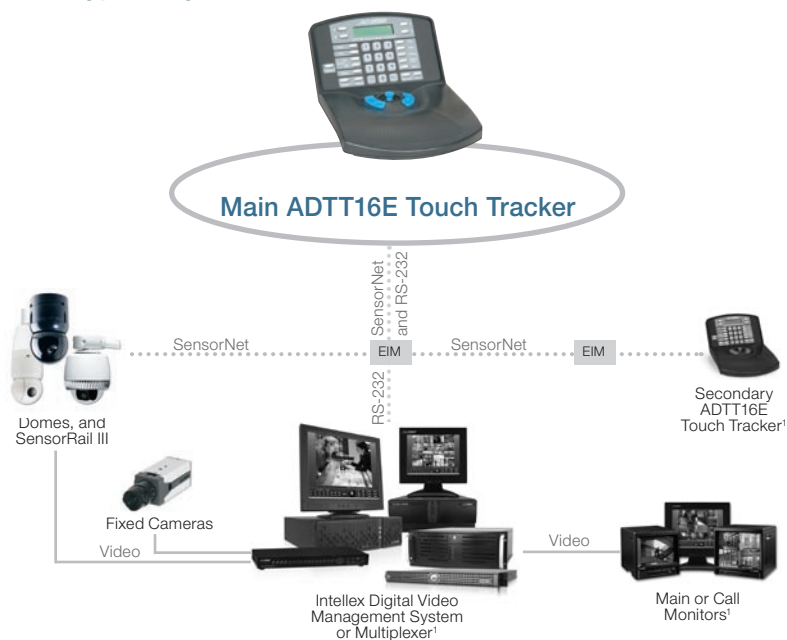 Main ADTT16E Touch Tracker
SensorNet
and RS-232
SensorNet
EIM
SensorNet
EIM
RS-232
Domes, and
SensorRail III
Secondary
ADTT16E
Touch Tracker¹
Fixed Cameras
Video
Video
Intellex Digital Video
Management System
or Multiplexer¹
Main or Call
Monitors¹